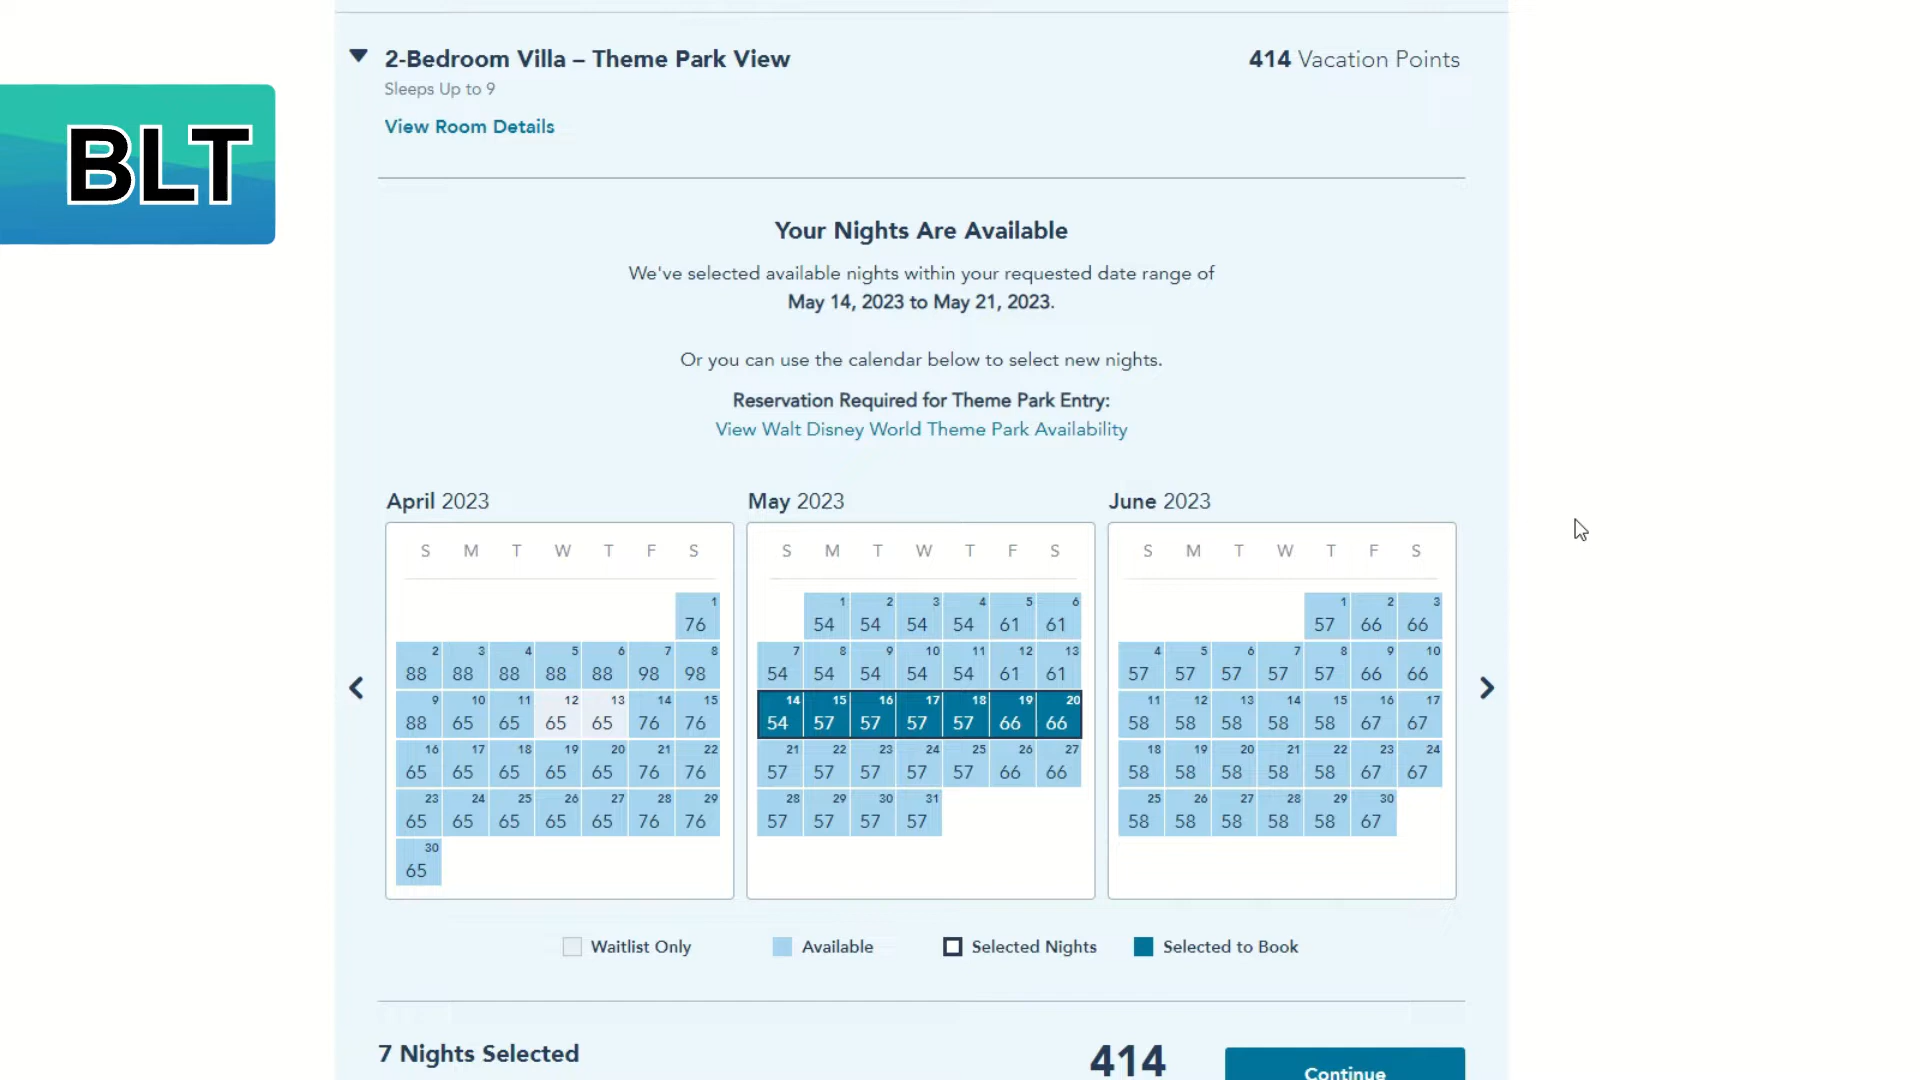 2-Bedroom Villa – Theme Park View
414 Vacation Points
Sleeps Up to 9
View Room Details
BLT
Your Nights Are Available
We've selected available nights within your requested date range of
May 14, 2023 to May 21, 2023.
Or you can use the calendar below to select new nights.
Reservation Required for Theme Park Entry:
View Walt Disney World Theme Park Availability
April 2023
S M T W T F S
1
76
2 3 4 5 6 7 8
88 88 88 88 88 98 98
9 10 11 12 13 14 15
88 65 65 65 65 76 76
16 17 18 19 20 21 22
65 65 65 65 65 76 76
23 24 25 26 27 28 29
65 65 65 65 65 76 76
30
65
May 2023
S M T W T F S
1 2 3 4 5 6
54 54 54 54 61 61
7 8 9 10 11 12 13
54 54 54 54 54 61 61
14 15 16 17 18 19 20
54 57 57 57 57 66 66
21 22 23 24 25 26 27
57 57 57 57 57 66 66
28 29 30 31
57 57 57 57
June 2023
S M T W T F S
1 2 3
57 66 66
4 5 6 7 8 9 10
57 57 57 57 57 66 66
11 12 13 14 15 16 17
58 58 58 58 58 67 67
18 19 20 21 22 23 24
58 58 58 58 58 67 67
25 26 27 28 29 30
58 58 58 58 58 67
Waitlist Only
Available
Selected Nights
Selected to Book
7 Nights Selected
414
Continue